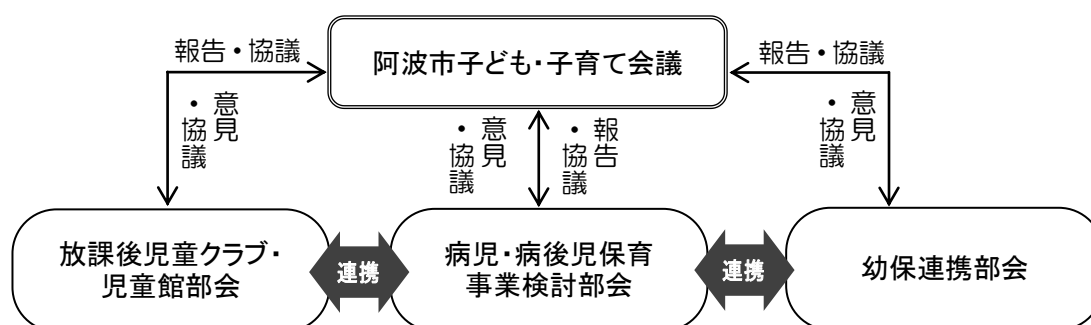 阿波市子ども・子育て会議
報告・協議
報告・協議
意見
・協議
意見
・協議
報告
・協議
意見
・協議
放課後児童クラブ・
児童館部会
連携
病児・病後児保育
事業検討部会
連携
幼保連携部会